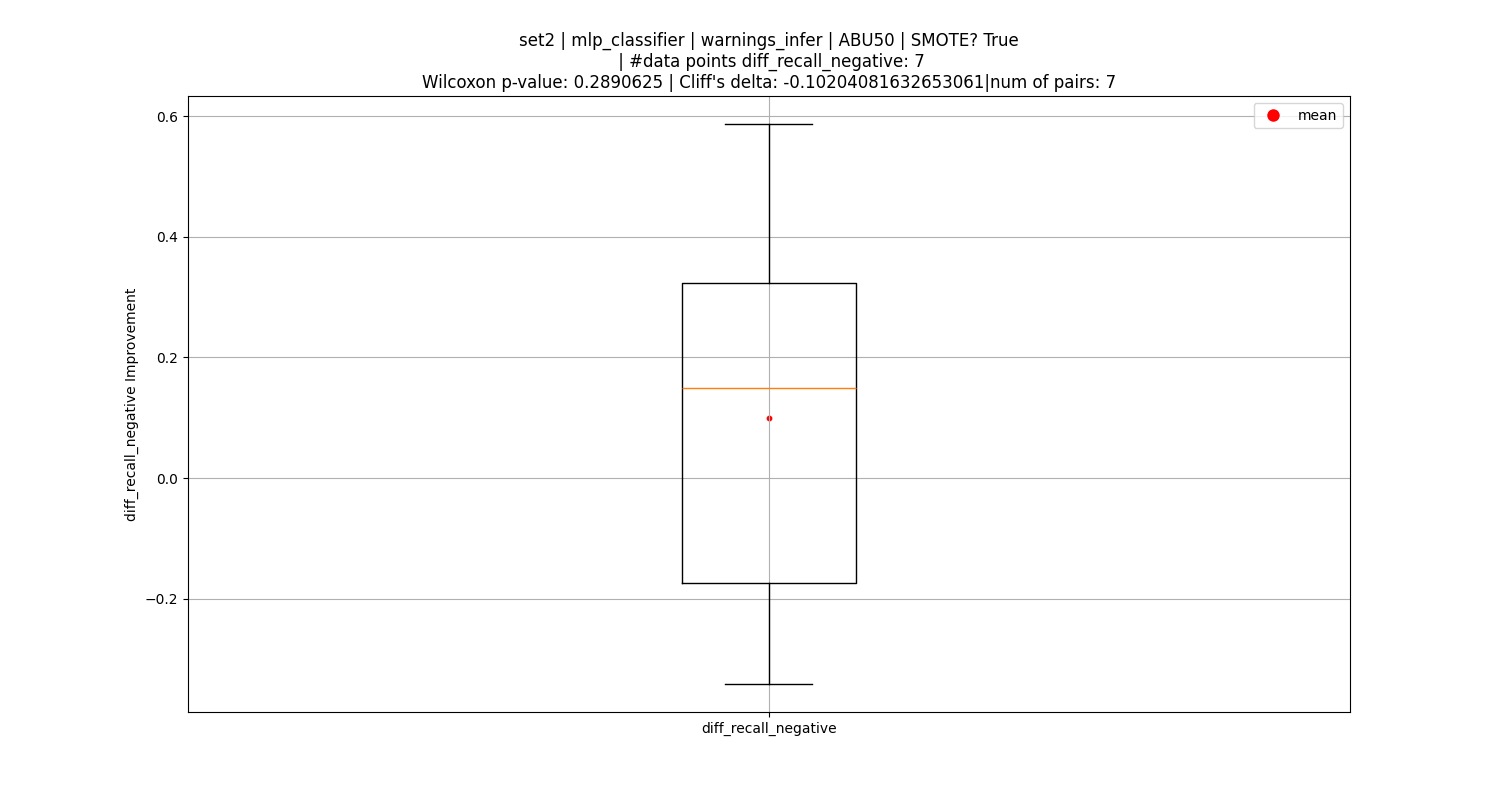 set2 | mlp_classifier | warnings_infer | ABU50 | SMOTE? True
| #data points diff_recall_negative: 7
Wilcoxon p-value: 0.2890625 | Cliff's delta: -0.10204081632653061|num of pairs: 7
mean
0.6
0.4
0.2
0.0
−0.2
diff_recall_negative Improvement
diff_recall_negative